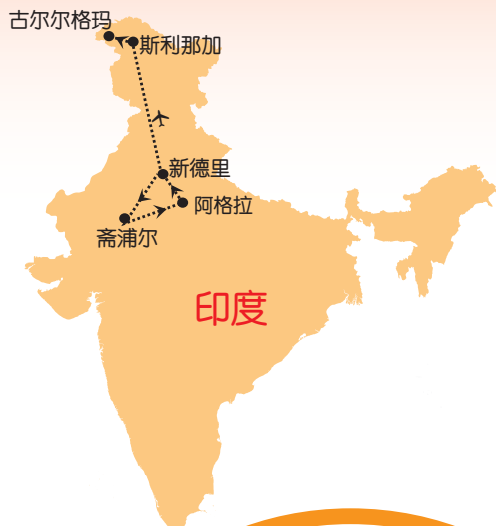 古尔尔格玛
斯利那加
新德里
阿格拉
斋浦尔
印度